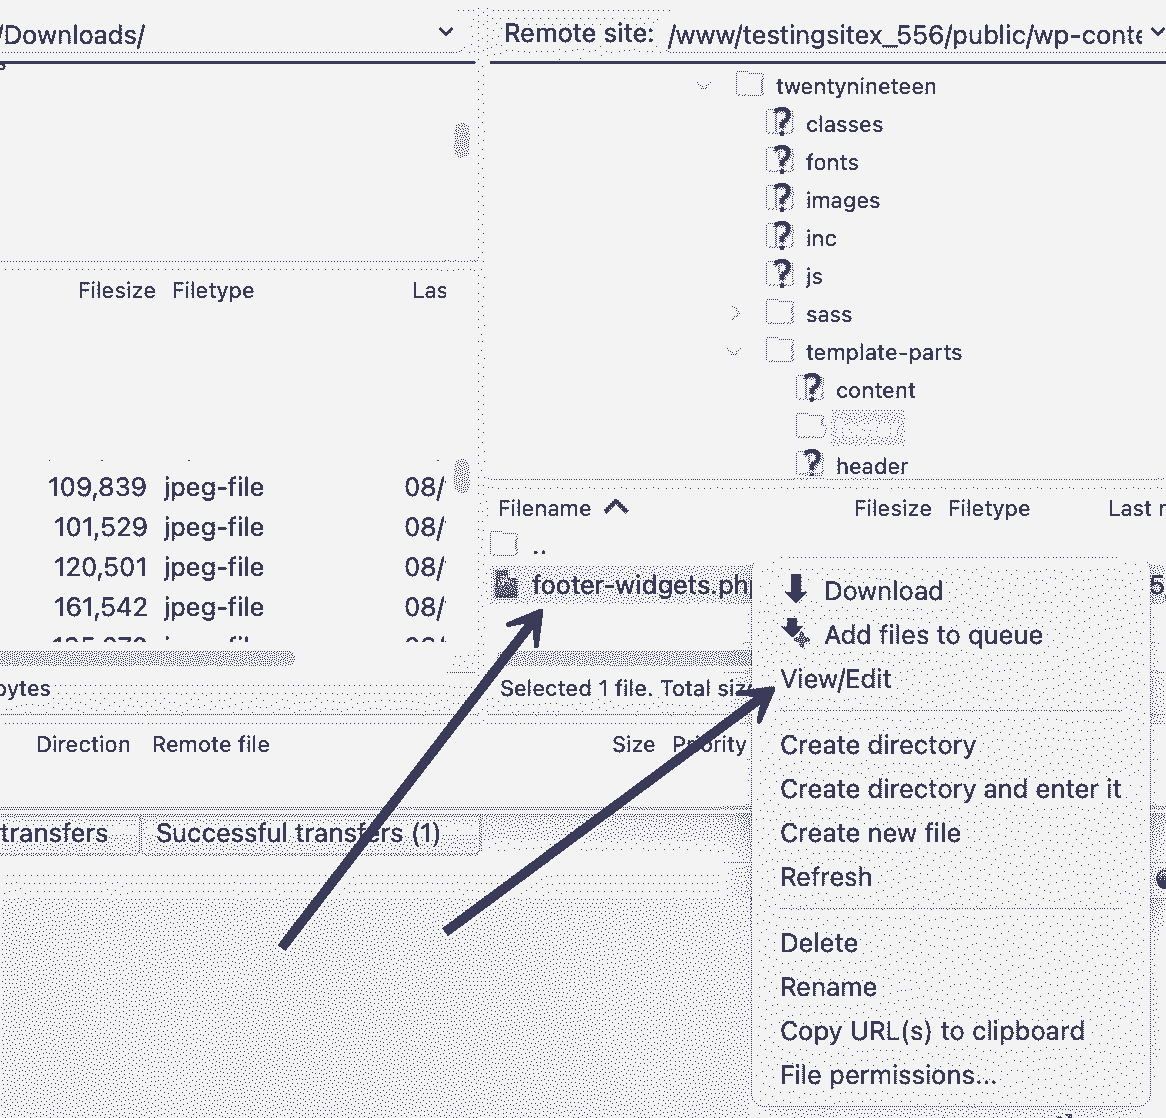 /Downloads/
Remote site: /www/testingsitex_556/public/wp-conte
twentynineteen
classes
fonts
images
inc
js
sass
template-parts
content
header
Filesize Filetype Las
109,839 jpeg-file 08/
101,529 jpeg-file 08/
120,501 jpeg-file 08/
161,542 jpeg-file 08/
bytes
Filename Filesize Filetype Last
..
footer-widgets.php
Selected 1 file. Total size
Direction Remote file Size Priority
transfers Successful transfers (1)
Download
Add files to queue
View/Edit
Create directory
Create directory and enter it
Create new file
Refresh
Delete
Rename
Copy URL(s) to clipboard
File permissions...